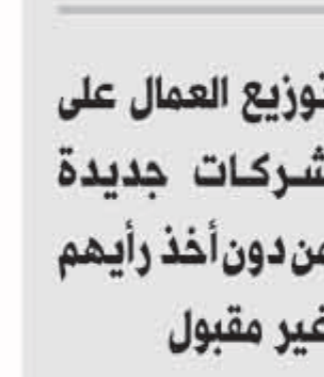 توزيع العمال على
شركات جديدة
من دون أخذ رأيهم
غير مقبول